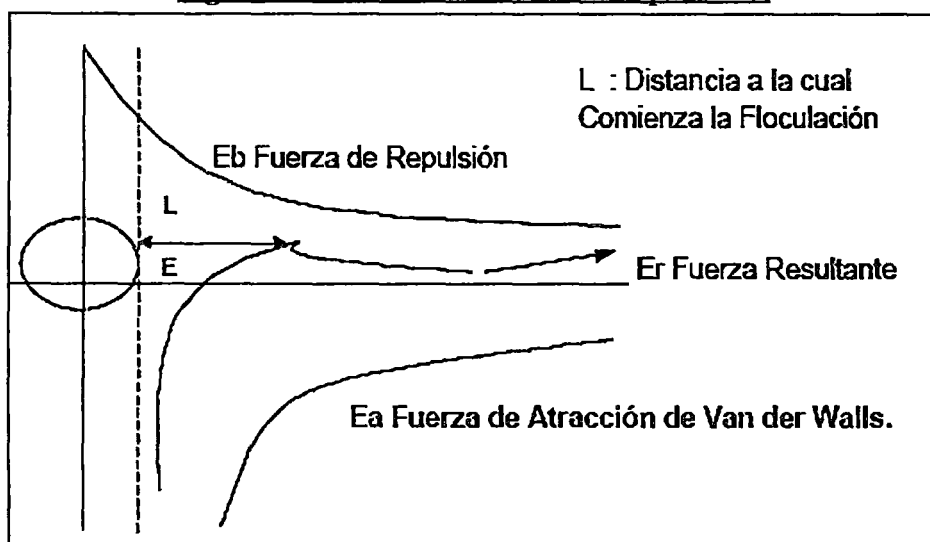 L : Distancia a la cual
Comienza la Floculación
Eb Fuerza de Repulsión
L
E
Er Fuerza Resultante
Ea Fuerza de Atracción de Van der Walls.